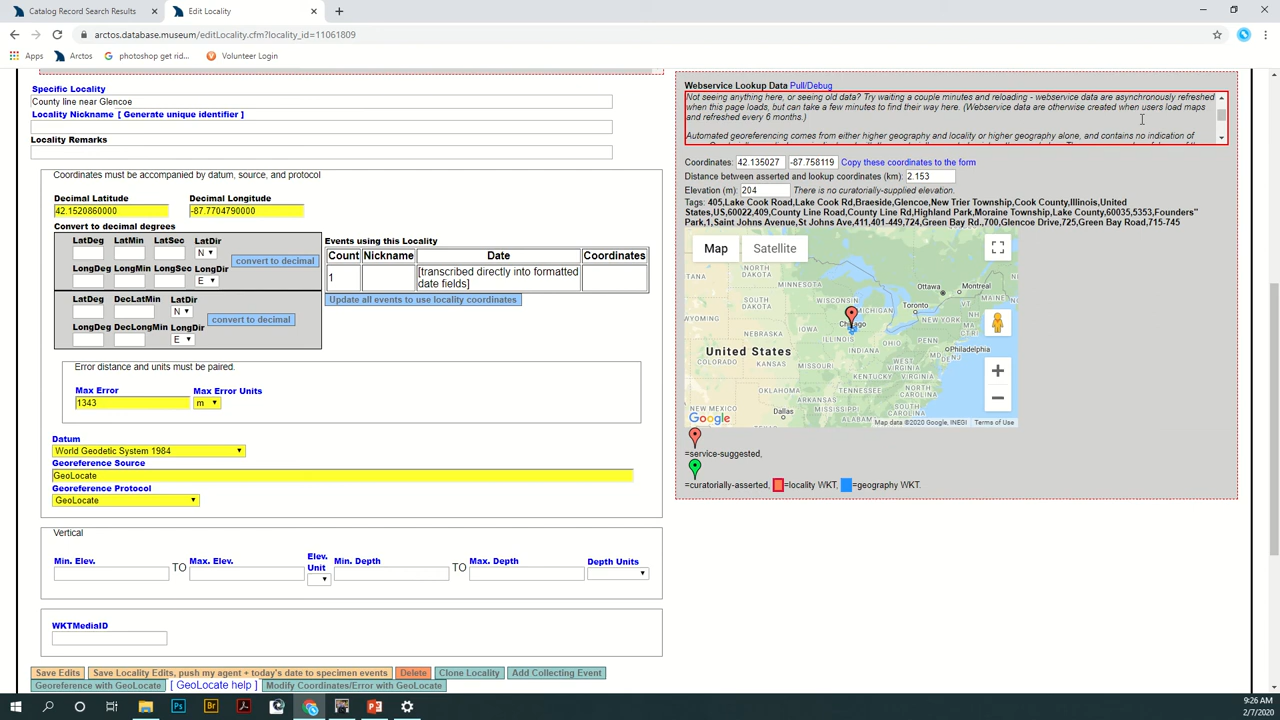 Catalog Record Search Results
Edit Locality
arctos.database.museum/editLocality.cfm?locality_id=11061809
Apps
Arctos
photoshop get rid...
Volunteer Login
Specific Locality
County line near Glencoe
Locality Nickname [ Generate unique identifier ]
Locality Remarks
Coordinates must be accompanied by datum, source, and protocol
Decimal Latitude
Decimal Longitude
42.1520860000
-87.7704790000
Convert to decimal degrees
LatDeg LatMin LatSec LatDir
N
convert to decimal
LongDeg LongMin LongSec LongDir
E
LatDeg DecLatMin LatDir
N
convert to decimal
LongDeg DecLongMin LongDir
E
Events using this Locality
Count Nickname Date Coordinates
1 [transcribed directly into formatted
date fields]
Update all events to use locality coordinates
Error distance and units must be paired.
Max Error
Max Error Units
1343
m
Datum
World Geodetic System 1984
Georeference Source
GeoLocate
Georeference Protocol
GeoLocate
Vertical
Min. Elev. TO Max. Elev. Elev. Unit Min. Depth TO Max. Depth Depth Units
WKTMediaID
Save Edits
Save Locality Edits, push my agent + today's date to specimen events
Delete
Clone Locality
Add Collecting Event
Georeference with GeoLocate
[ GeoLocate help ]
Modify Coordinates/Error with GeoLocate
Webservice Lookup Data Pull/Debug
Not seeing anything here, or seeing old data? Try waiting a couple minutes and reloading - webservice data are asynchronously refreshed
when this page loads, but can take a few minutes to find their way here. (Webservice data are otherwise created when users load maps
and refreshed every 6 months.)
Automated georeferencing comes from either higher geography and locality or higher geography alone, and contains no indication of
Coordinates: 42.135027 -87.758119 Copy these coordinates to the form
Distance between asserted and lookup coordinates (km): 2.153
Elevation (m): 204 There is no curatorially-supplied elevation.
Tags: 405,Lake Cook Road,Lake Cook Rd,Braeside,Glencoe,New Trier Township,Cook County,Illinois,United
States,US,60022,409,County Line Road,County Line Rd,Highland Park,Moraine Township,Lake County,60035,5353,Founders"
Park,1,Saint Johns Avenue,St Johns Ave,411,401-449,724,Green Bay Rd.,700,Glencoe Drive,725,Green Bay Road,715-745
Map
Satellite
NORTH
DAKOTA
MINNESOTA
SOUTH
DAKOTA
WISCONSIN
MICHIGAN
Ottawa
Montreal
Toronto
WYOMING
IOWA
Chicago
NEW YORK
NEBRASKA
ILLINOIS
INDIANA
OHIO
Philadelphia
United States
COLORADO
KANSAS
MISSOURI
KENTUCKY
VIRGINIA
OKLAHOMA
TENNESSEE
NORTH
CAROLINA
NEW MEXICO
ARKANSAS
MISSISSIPPI
SOUTH
CAROLINA
Dallas
ALABAMA
TEXAS
GEORGIA
Google
Map data ©2020 Google, INEGI
Terms of Use
=service-suggested,
=curatorially-asserted, =locality WKT, =geography WKT.
9:26 AM
2/7/2020